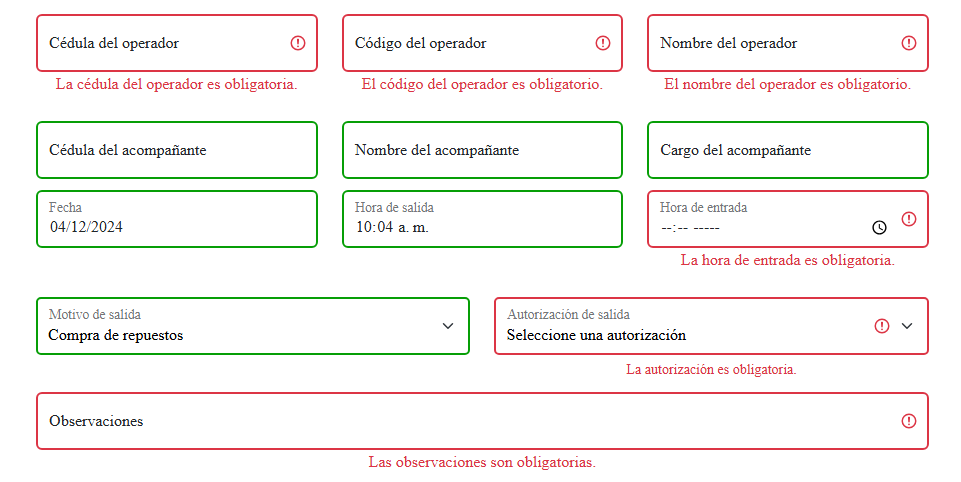 Cédula del operador
Código del operador
Nombre del operador
La cédula del operador es obligatoria.
El código del operador es obligatorio.
El nombre del operador es obligatorio.
Cédula del acompañante
Nombre del acompañante
Cargo del acompañante
Fecha
04/12/2024
Hora de salida
10:04 a. m.
Hora de entrada
--:-- -----
La hora de entrada es obligatoria.
Motivo de salida
Compra de repuestos
Autorización de salida
Seleccione una autorización
La autorización es obligatoria.
Observaciones
Las observaciones son obligatorias.